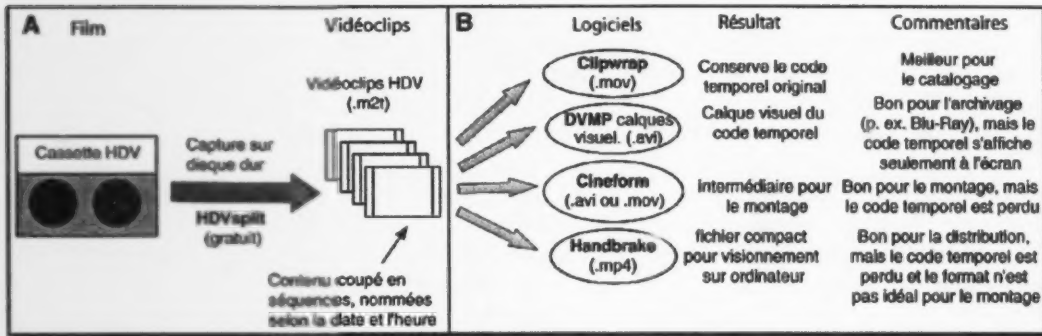 A
Film
Vidéoclips
Vidéoclips HDV
(.m2t)
Cassette HDV
Capture sur
disque dur
HDVsplit
(gratuit)
Contenu coupé en
séquences, nommées
selon la date et l'heure
B
Logiciels
Résultat
Commentaires
Clipwrap
(.mov)
Conserve le code
temporel original
Meilleur pour
le catalogage
DVMP calques
visuel. (.avi)
Calque visuel du
code temporel
Bon pour l'archivage
(p. ex. Blu-Ray), mais le
code temporel s'affiche
seulement à l'écran
Cineform
(.avi ou .mov)
Intermédiaire pour
le montage
Bon pour le montage, mais
le code temporel est perdu
Handbrake
(.mp4)
fichier compact
pour visionnement
sur ordinateur
Bon pour la distribution,
mais le code temporel est
perdu et le format n'est
pas idéal pour le montage